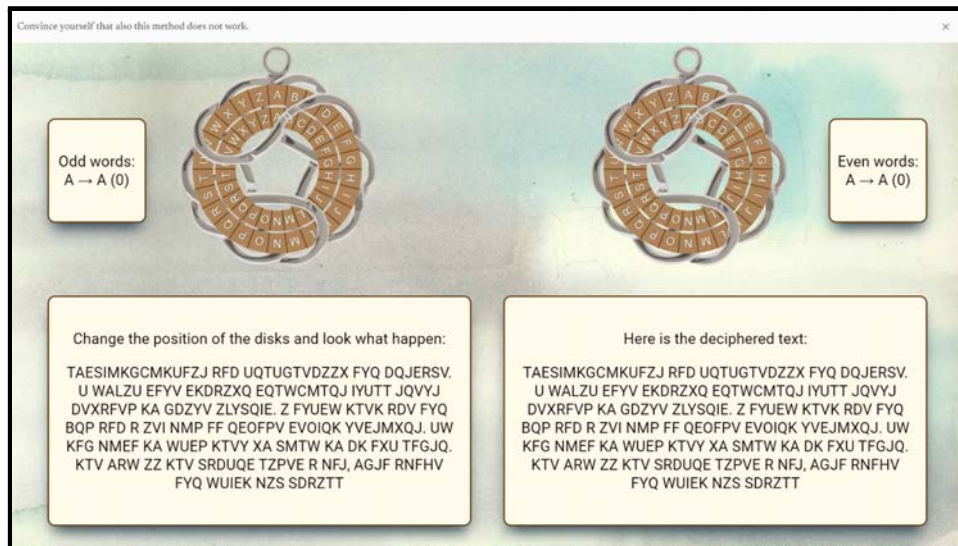 Convince yourself that also this method does not work.
×
Odd words:
A → A (0)
Even words:
A → A (0)
Change the position of the disks and look what happen:
TAESIMKGCMKUFZJ RFD UQTUGTVDZZX FYQ DQJERSV.
U WALZU EFYV EKDRZXQ EQTWCMTQJ IYUTT JQVYJ
DVXRFVP KA GDZYV ZLYSQIE. Z FYUEW KTVK RDV FYQ
BQP RFD R ZVI NMP FF QEOFPV EVOIQK YVEJMXQJ. UW
KFG NMEF KA WUEP KTVY XA SMTW KA DK FXU TFGJQ.
KTV ARW ZZ KTV SRDUQE TZPVE R NFJ, AGJF RNFHV
FYQ WUIEK NZS SDRZTT
Here is the deciphered text:
TAESIMKGCMKUFZJ RFD UQTUGTVDZZX FYQ DQJERSV.
U WALZU EFYV EKDRZXQ EQTWCMTQJ IYUTT JQVYJ
DVXRFVP KA GDZYV ZLYSQIE. Z FYUEW KTVK RDV FYQ
BQP RFD R ZVI NMP FF QEOFPV EVOIQK YVEJMXQJ. UW
KFG NMEF KA WUEP KTVY XA SMTW KA DK FXU TFGJQ.
KTV ARW ZZ KTV SRDUQE TZPVE R NFJ, AGJF RNFHV
FYQ WUIEK NZS SDRZTT